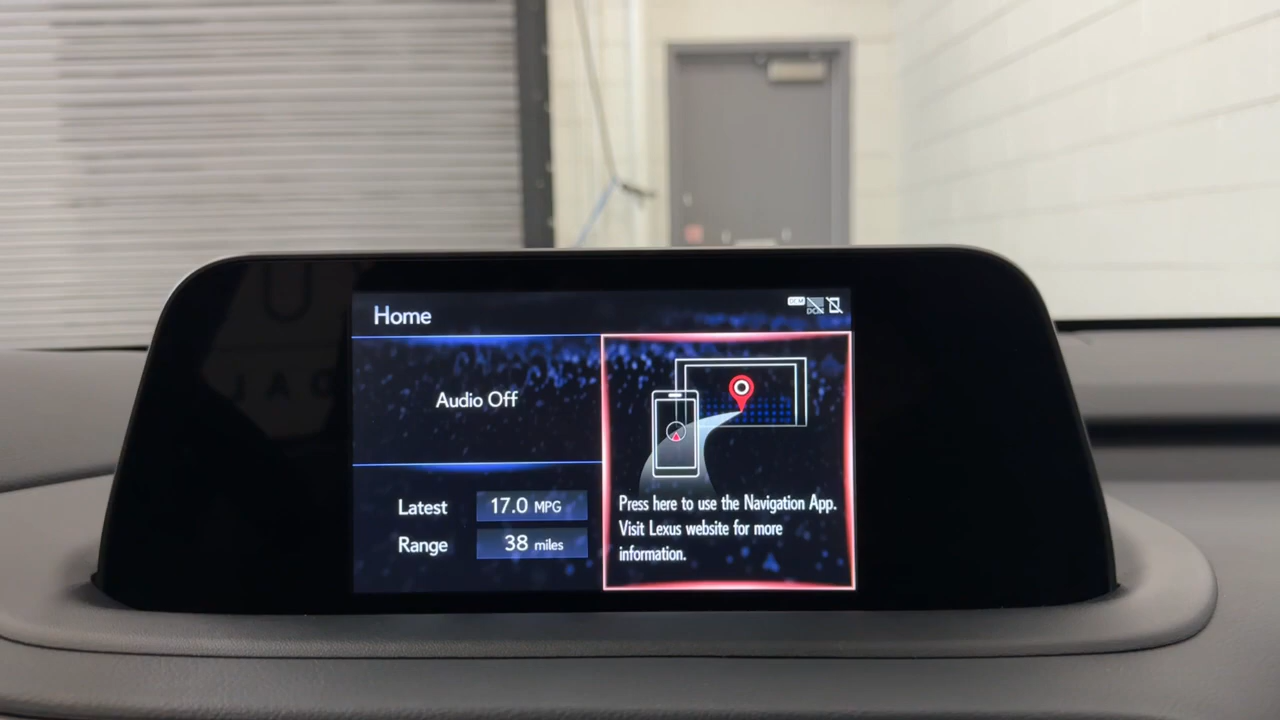 Home
DCM
Audio Off
Latest 17.0 MPG
Range 38 miles
Press here to use the Navigation App.
Visit Lexus website for more
information.